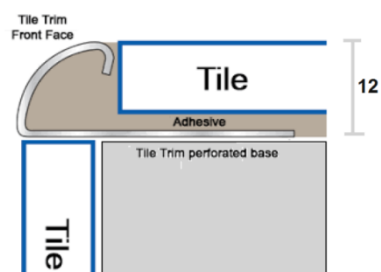 Tile Trim
Front Face
Tile
12
Adhesive
Tile Trim perforated base
Tile